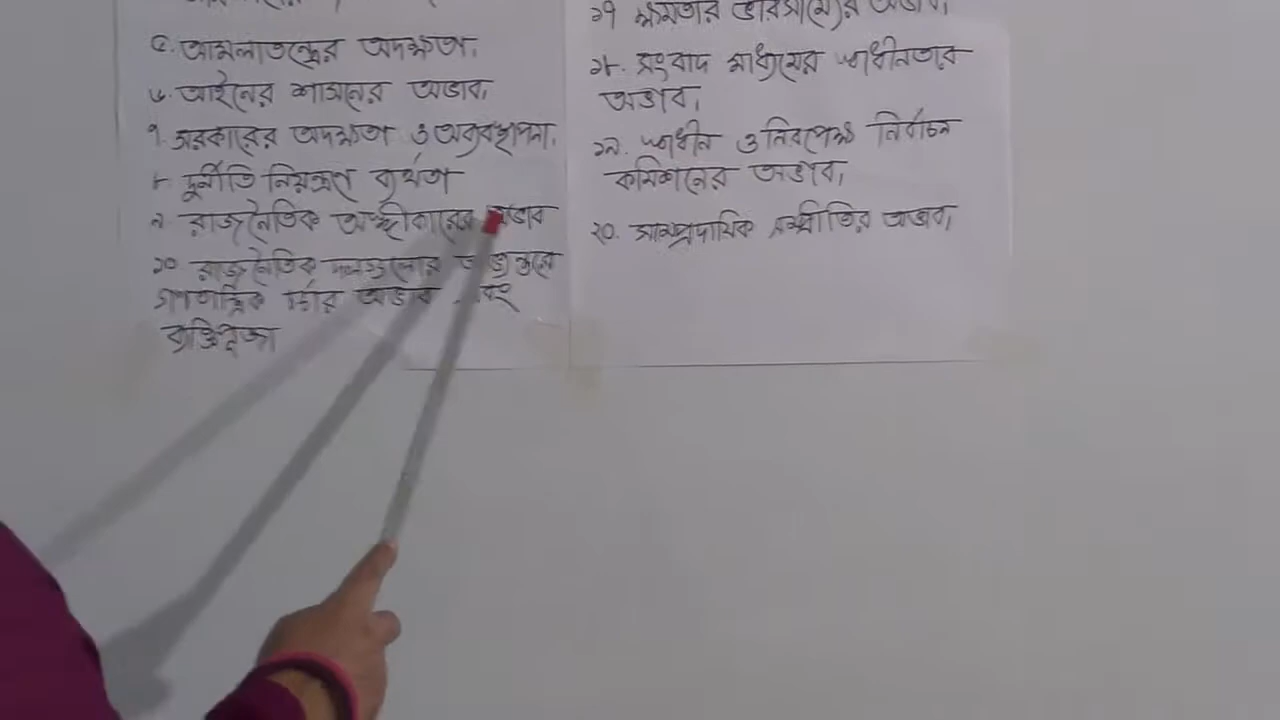 ৫. আমলাতন্ত্রের অদক্ষতা,
৬. আইনের শাসনের অভাব,
৭. সরকারের অদক্ষতা ও অব্যবস্থাপনা,
৮. দুর্নীতি নিয়ন্ত্রণে ব্যর্থতা
৯. রাজনৈতিক অঙ্গীকারের অভাব
১০. রাজনৈতিক দলগুলোর অভ্যন্তরে
গণতান্ত্রিক চর্চার অভাব এবং
ব্যক্তিপূজা
১৭ ক্ষমতার ভারসাম্যের অভাব,
১৮. সংবাদ মাধ্যমের স্বাধীনতার
অভাব,
১৯. স্বাধীন ও নিরপেক্ষ নির্বাচন
কমিশনের অভাব,
২০. সাম্প্রদায়িক সম্প্রীতির অভাব,